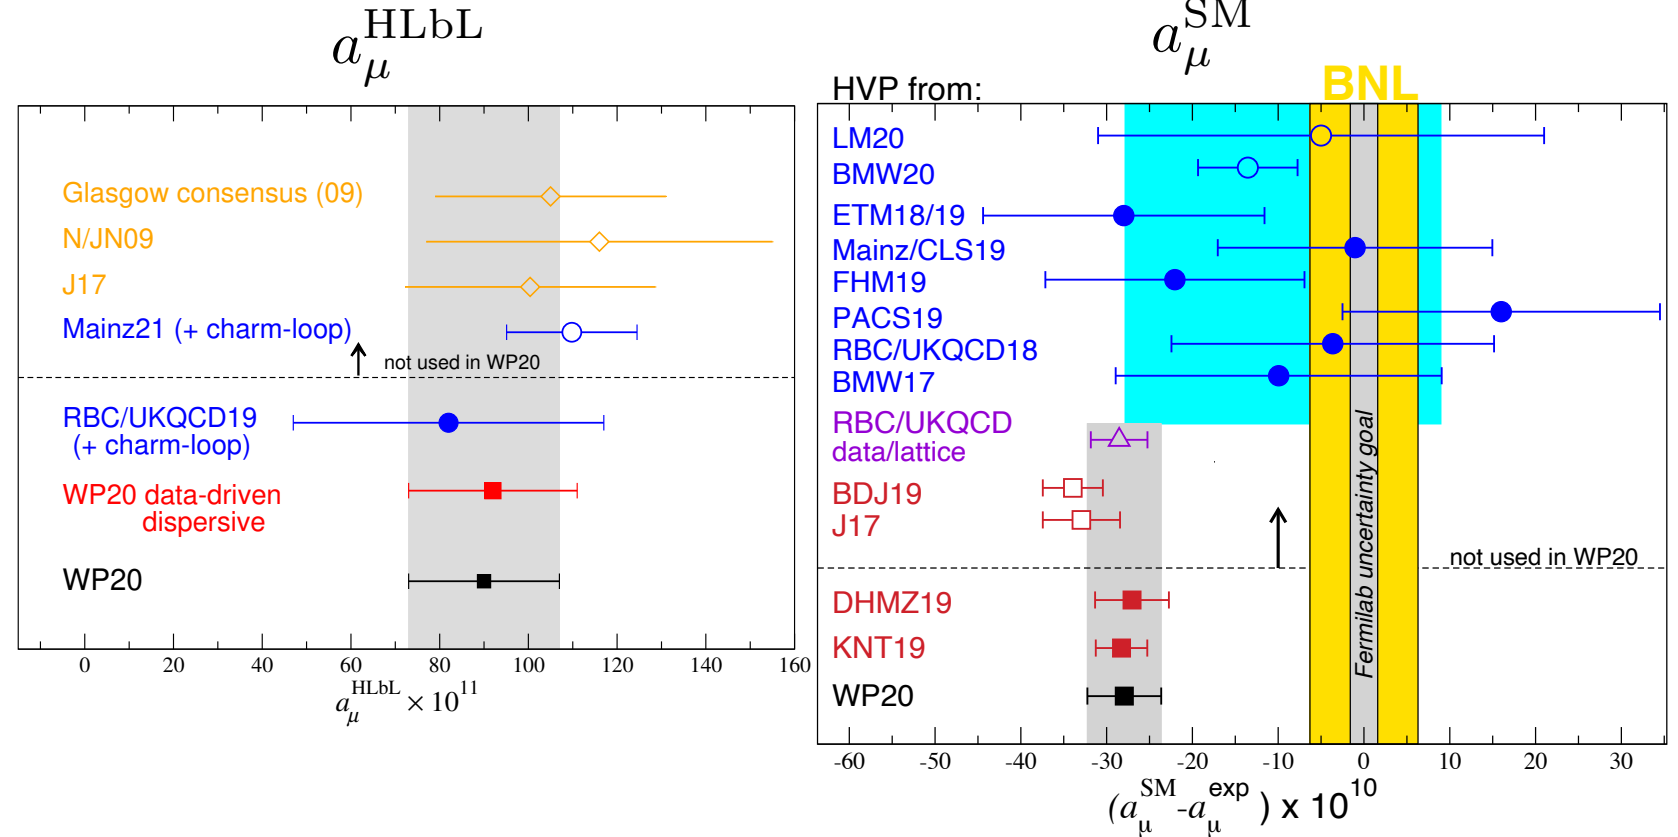 a_μ^HLbL
Glasgow consensus (09)
N/JN09
J17
Mainz21 (+ charm-loop)
not used in WP20
RBC/UKQCD19
(+ charm-loop)
WP20 data-driven
dispersive
WP20
0 20 40 60 80 100 120 140 160
a_μ^HLbL × 10^11
a_μ^SM
HVP from:
BNL
LM20
BMW20
ETM18/19
Mainz/CLS19
FHM19
PACS19
RBC/UKQCD18
BMW17
RBC/UKQCD
data/lattice
BDJ19
J17
Fermilab uncertainty goal
not used in WP20
DHMZ19
KNT19
WP20
-60 -50 -40 -30 -20 -10 0 10 20 30
(a_μ^SM - a_μ^exp) x 10^10